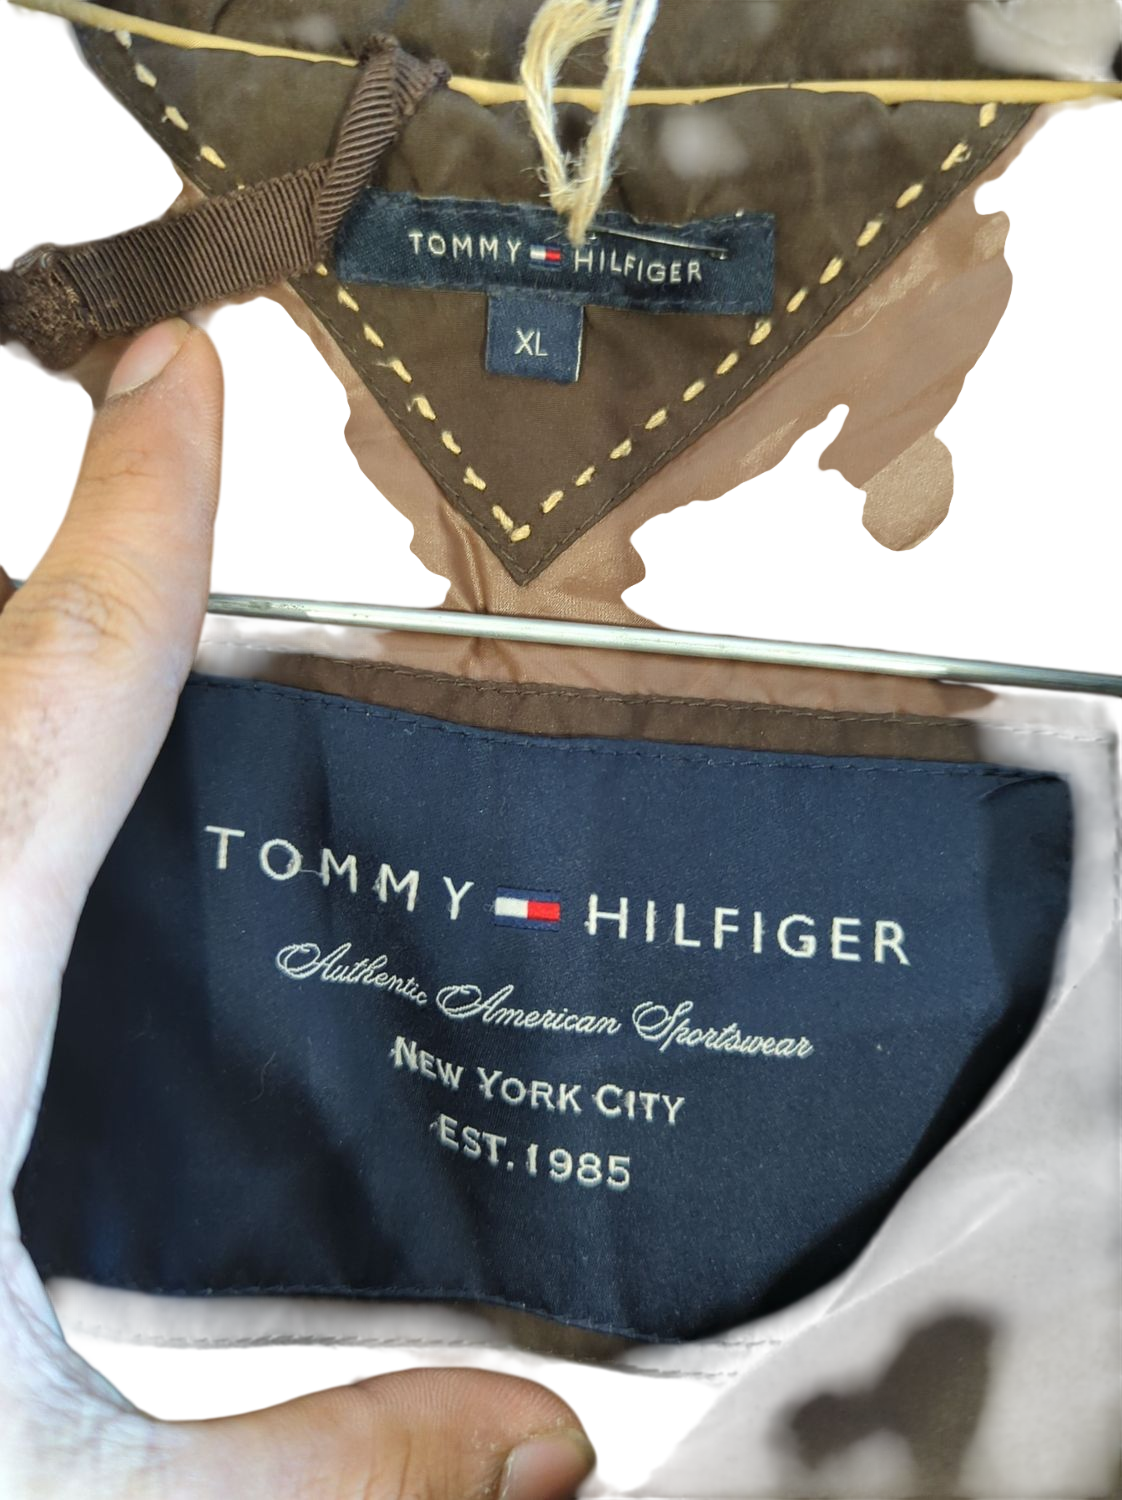 TOMMY HILFIGER
XL
TOMMY HILFIGER
Authentic American Sportswear
NEW YORK CITY
EST. 1985